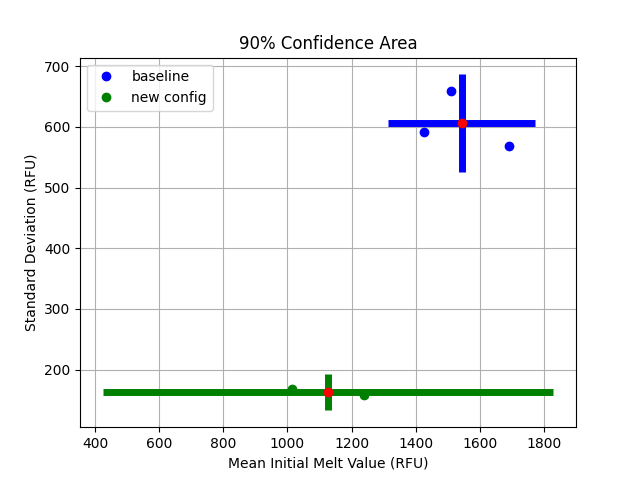 90% Confidence Area
baseline
new config
Standard Deviation (RFU)
700
600
500
400
300
200
400 600 800 1000 1200 1400 1600 1800
Mean Initial Melt Value (RFU)